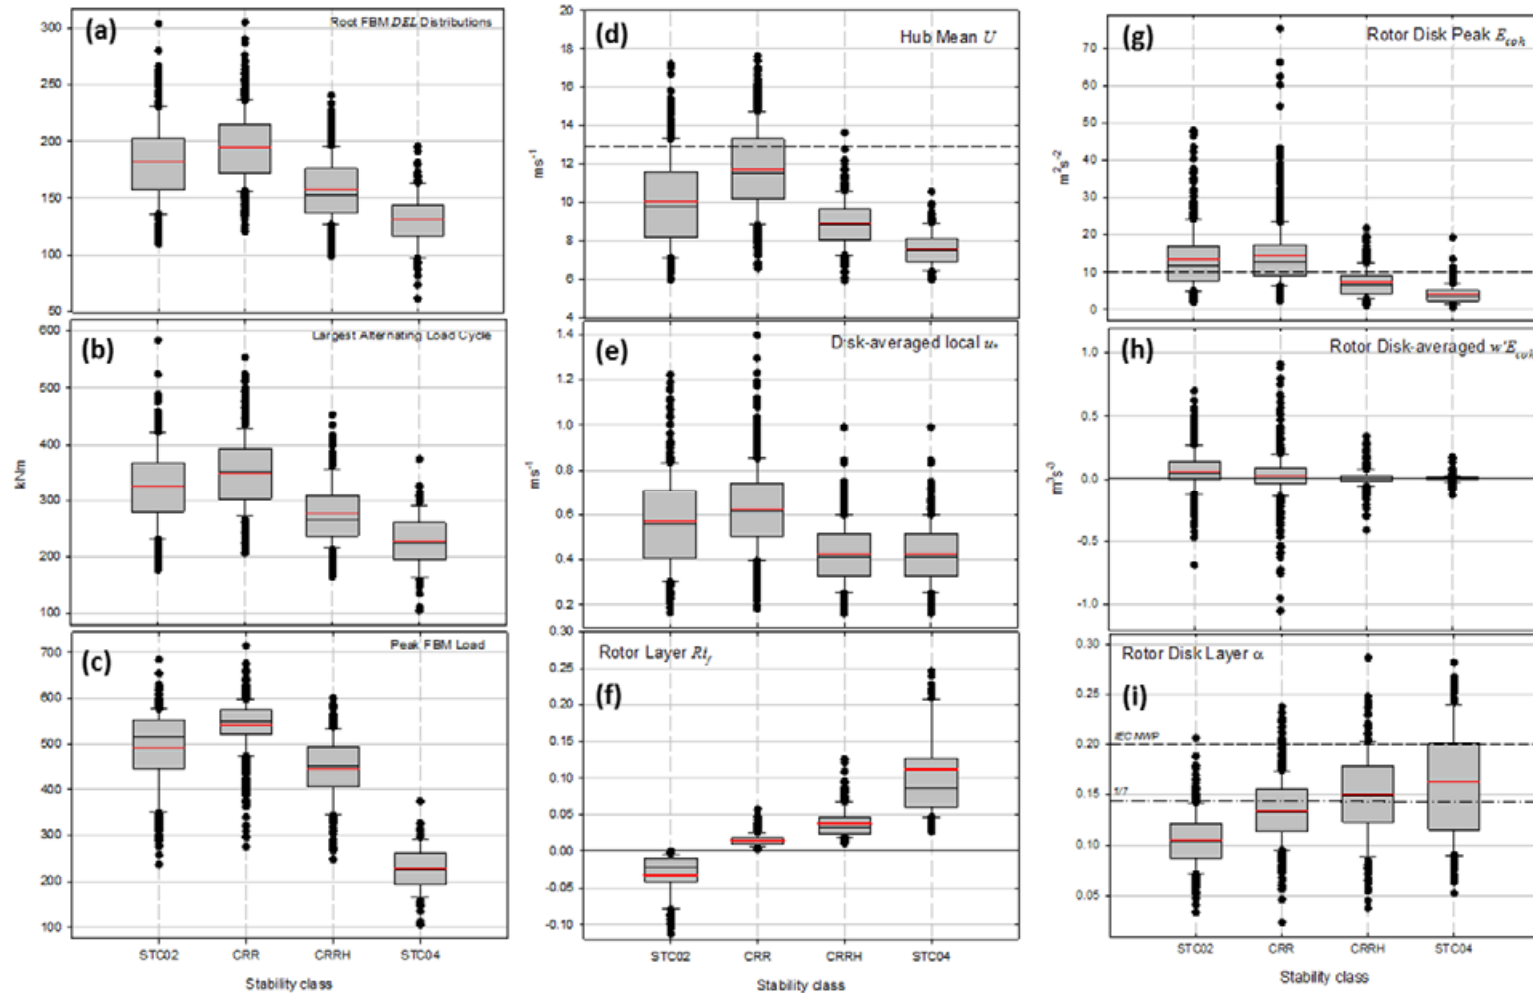 (a)
Root FBM DEL Distributions
300
250
200
150
100
50
(b)
Largest Alternating Load Cycle
600
500
400
300
200
100
kNm
(c)
Peak FBM Load
700
600
500
400
300
200
100
STC02 CRR CRRH STC04
Stability class
(d)
Hub Mean U
20
18
16
14
12
10
8
6
4
ms-1
(e)
Disk-averaged local u*
1.4
1.2
1.0
0.8
0.6
0.4
0.2
ms-1
Rotor Layer Rif
(f)
0.30
0.25
0.20
0.15
0.10
0.05
0.00
-0.05
-0.10
STC02 CRR CRRH STC04
Stability class
(g)
Rotor Disk Peak Ecoh
70
60
50
40
30
20
10
0
m2s-2
(h)
Rotor Disk-averaged w'Ecoh
1.0
0.5
0.0
-0.5
-1.0
m3s-3
Rotor Disk Layer α
(i)
0.30
0.25
0.20
0.15
0.10
0.05
IEC NWP
1/7
STC02 CRR CRRH STC04
Stability class